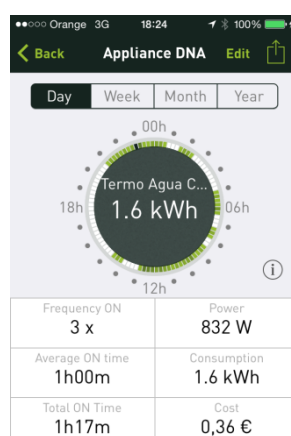 Orange 3G 18:24 100%
Back Appliance DNA Edit
Day Week Month Year
00h
Termo Agua C...
1.6 kWh
18h 06h
12h
Frequency ON Power
3 x 832 W
Average ON time Consumption
1h00m 1.6 kWh
Total ON Time Cost
1h17m 0,36 €